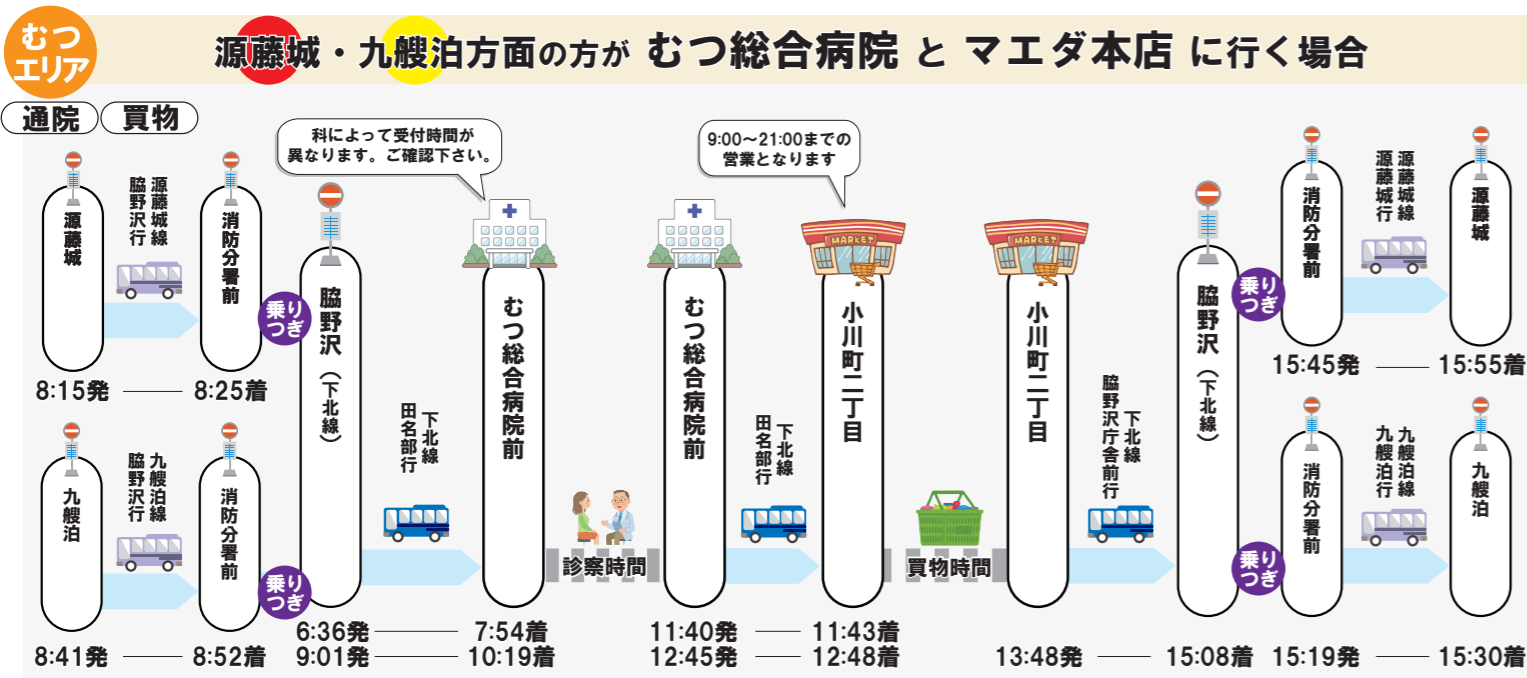 むつ
エリア
源藤城・九艘泊方面の方が むつ総合病院 と マエダ本店 に行く場合
通院
買物
科によって受付時間が
異なります。ご確認下さい。
9:00〜21:00までの
営業となります
源藤城
源藤城線
脇野沢行
消防分署前
8:15発
8:25着
九艘泊
九艘泊線
脇野沢行
消防分署前
8:41発
8:52着
乗り
つぎ
乗り
つぎ
脇野沢（下北線）
下北線
田名部行
むつ総合病院前
6:36発
7:54着
9:01発
10:19着
診察時間
むつ総合病院前
下北線
田名部行
MARKET
小川町二丁目
11:40発
11:43着
12:45発
12:48着
買物時間
MARKET
小川町二丁目
下北線
脇野沢庁舎前行
脇野沢（下北線）
13:48発
15:08着
乗り
つぎ
乗り
つぎ
消防分署前
源藤城線
源藤城行
源藤城
15:45発
15:55着
消防分署前
九艘泊線
九艘泊行
九艘泊
15:19発
15:30着